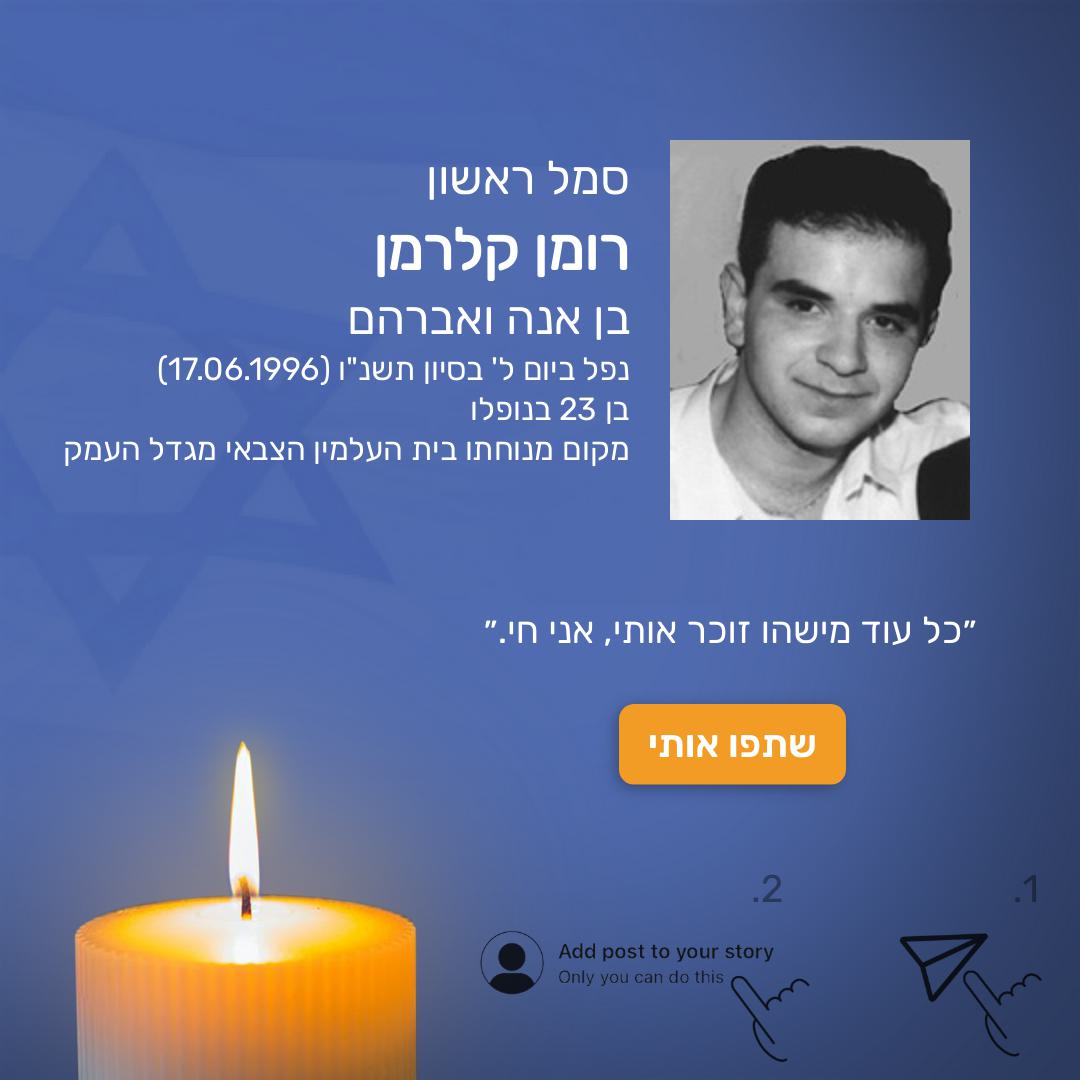 סמל ראשון
רומן קלרמן
בן אנה ואברהם
נפל ביום ל' בסיון תשנ"ו (17.06.1996)
בן 23 בנופלו
מקום מנוחתו בית העלמין הצבאי מגדל העמק
״כל עוד מישהו זוכר אותי, אני חי.״
שתפו אותי
1.
2.
Add post to your story
Only you can do this